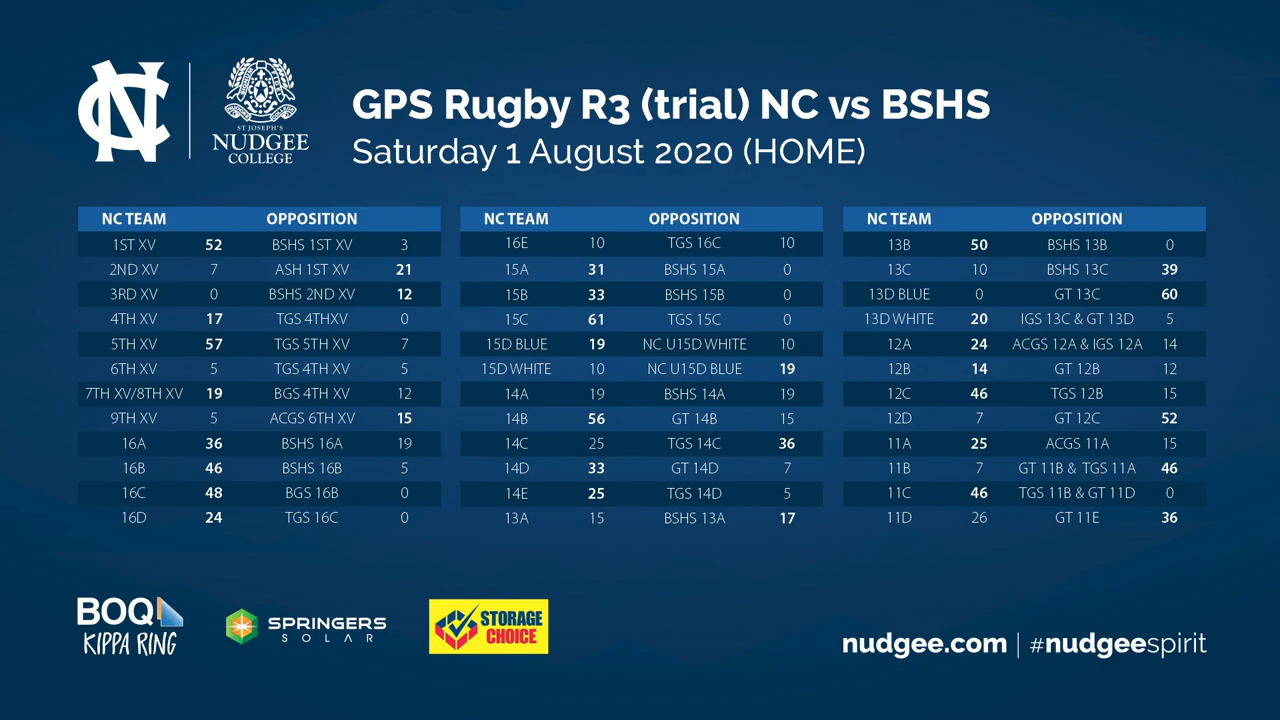 GPS Rugby R3 (trial) NC vs BSHS
Saturday 1 August 2020 (HOME)
NC
ST JOSEPH'S
NUDGEE
COLLEGE
NC TEAM OPPOSITION
1ST XV 52 BSHS 1ST XV 3
2ND XV 7 ASH 1ST XV 21
3RD XV 0 BSHS 2ND XV 12
4TH XV 17 TGS 4THXV 0
5TH XV 57 TGS 5TH XV 7
6TH XV 5 TGS 4TH XV 5
7TH XV/8TH XV 19 BGS 4TH XV 12
9TH XV 5 ACGS 6TH XV 15
16A 36 BSHS 16A 19
16B 46 BSHS 16B 5
16C 48 BGS 16B 0
16D 24 TGS 16C 0
NC TEAM OPPOSITION
16E 10 TGS 16C 10
15A 31 BSHS 15A 0
15B 33 BSHS 15B 0
15C 61 TGS 15C 0
15D BLUE 19 NC U15D WHITE 10
15D WHITE 10 NC U15D BLUE 19
14A 19 BSHS 14A 19
14B 56 GT 14B 15
14C 25 TGS 14C 36
14D 33 GT 14D 7
14E 25 TGS 14D 5
13A 15 BSHS 13A 17
NC TEAM OPPOSITION
13B 50 BSHS 13B 0
13C 10 BSHS 13C 39
13D BLUE 0 GT 13C 60
13D WHITE 20 IGS 13C & GT 13D 5
12A 24 ACGS 12A & IGS 12A 14
12B 14 GT 12B 12
12C 46 TGS 12B 15
12D 7 GT 12C 52
11A 25 ACGS 11A 15
11B 7 GT 11B & TGS 11A 46
11C 46 TGS 11B & GT 11D 0
11D 26 GT 11E 36
BOQ
KIPPA RING
SPRINGERS
SOLAR
STORAGE
CHOICE
nudgee.com | #nudgeespirit